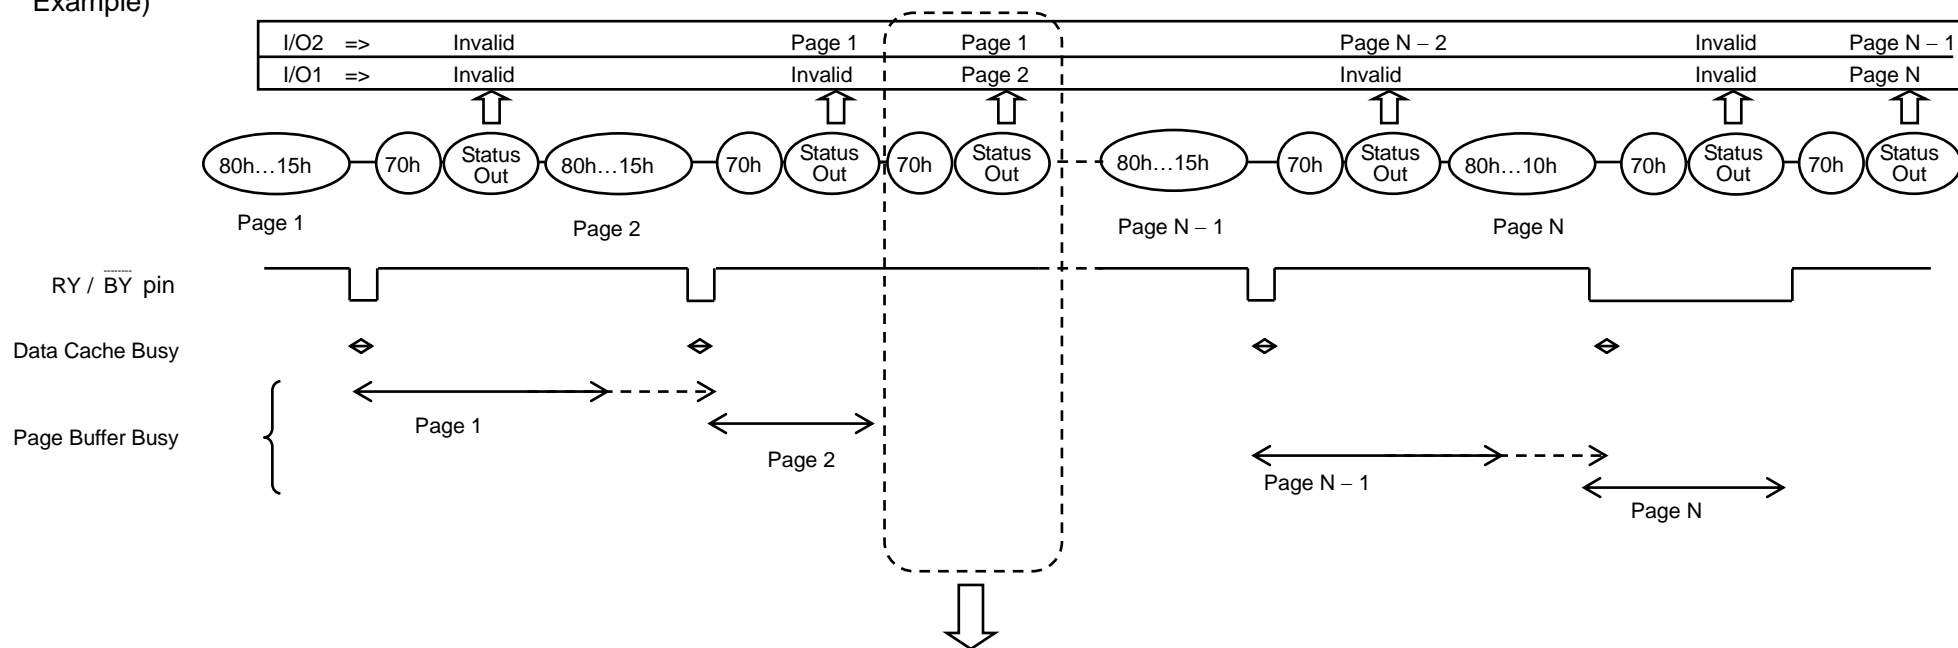 Example)
I/O2 => Invalid Page 1 Page 1 Page N – 2 Invalid Page N – 1
I/O1 => Invalid Invalid Page 2 Invalid Invalid Page N
80h…15h 70h Status Out 80h…15h 70h Status Out 70h Status Out 80h…15h 70h Status Out 80h…10h 70h Status Out 70h Status Out
Page 1 Page 2 Page N – 1 Page N
RY / B̅Y̅ pin
Data Cache Busy
Page 1
Page Buffer Busy
Page 2
Page N – 1
Page N